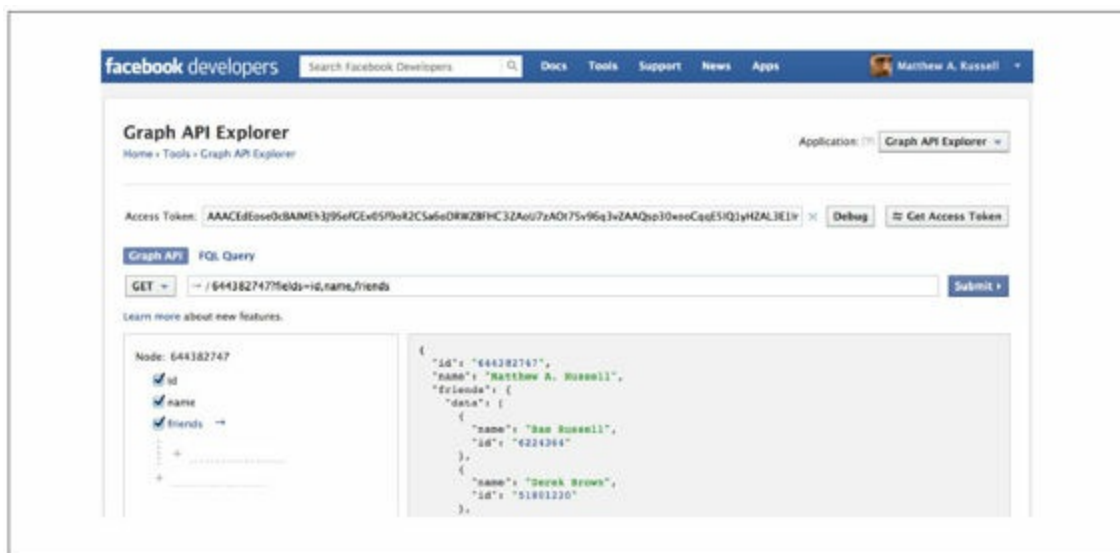 facebook developers Search Facebook Developers Docs Tools Support News Apps Matthew A. Russell
Graph API Explorer
Application: [?] Graph API Explorer
Home › Tools › Graph API Explorer
Access Token: × Debug ⇆ Get Access Token
Graph API FQL Query
GET → /644382747?fields=id,name,friends Submit
Learn more about new features.
Node: 644382747
id
name
friends →
+
+
{
"id": "644382747",
"name": "Matthew A. Russell",
"friends": {
"data": [
{
"name": "Bas Russell",
"id": "6224364"
},
{
"name": "Derek Brown",
"id": "51801220"
},